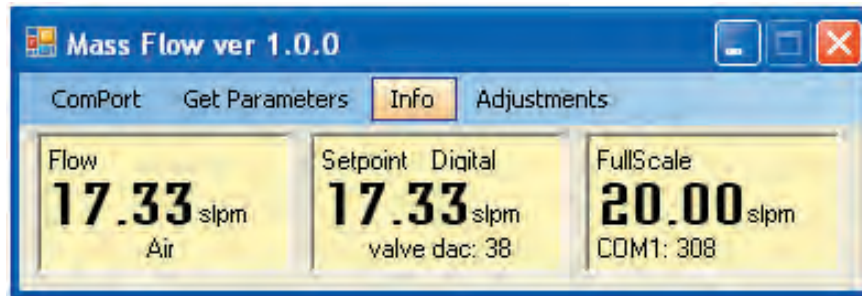 Mass Flow ver 1.0.0
ComPort Get Parameters Info Adjustments
Flow
17.33 slpm
Air
Setpoint Digital
17.33 slpm
valve dac: 38
FullScale
20.00 slpm
COM1: 308